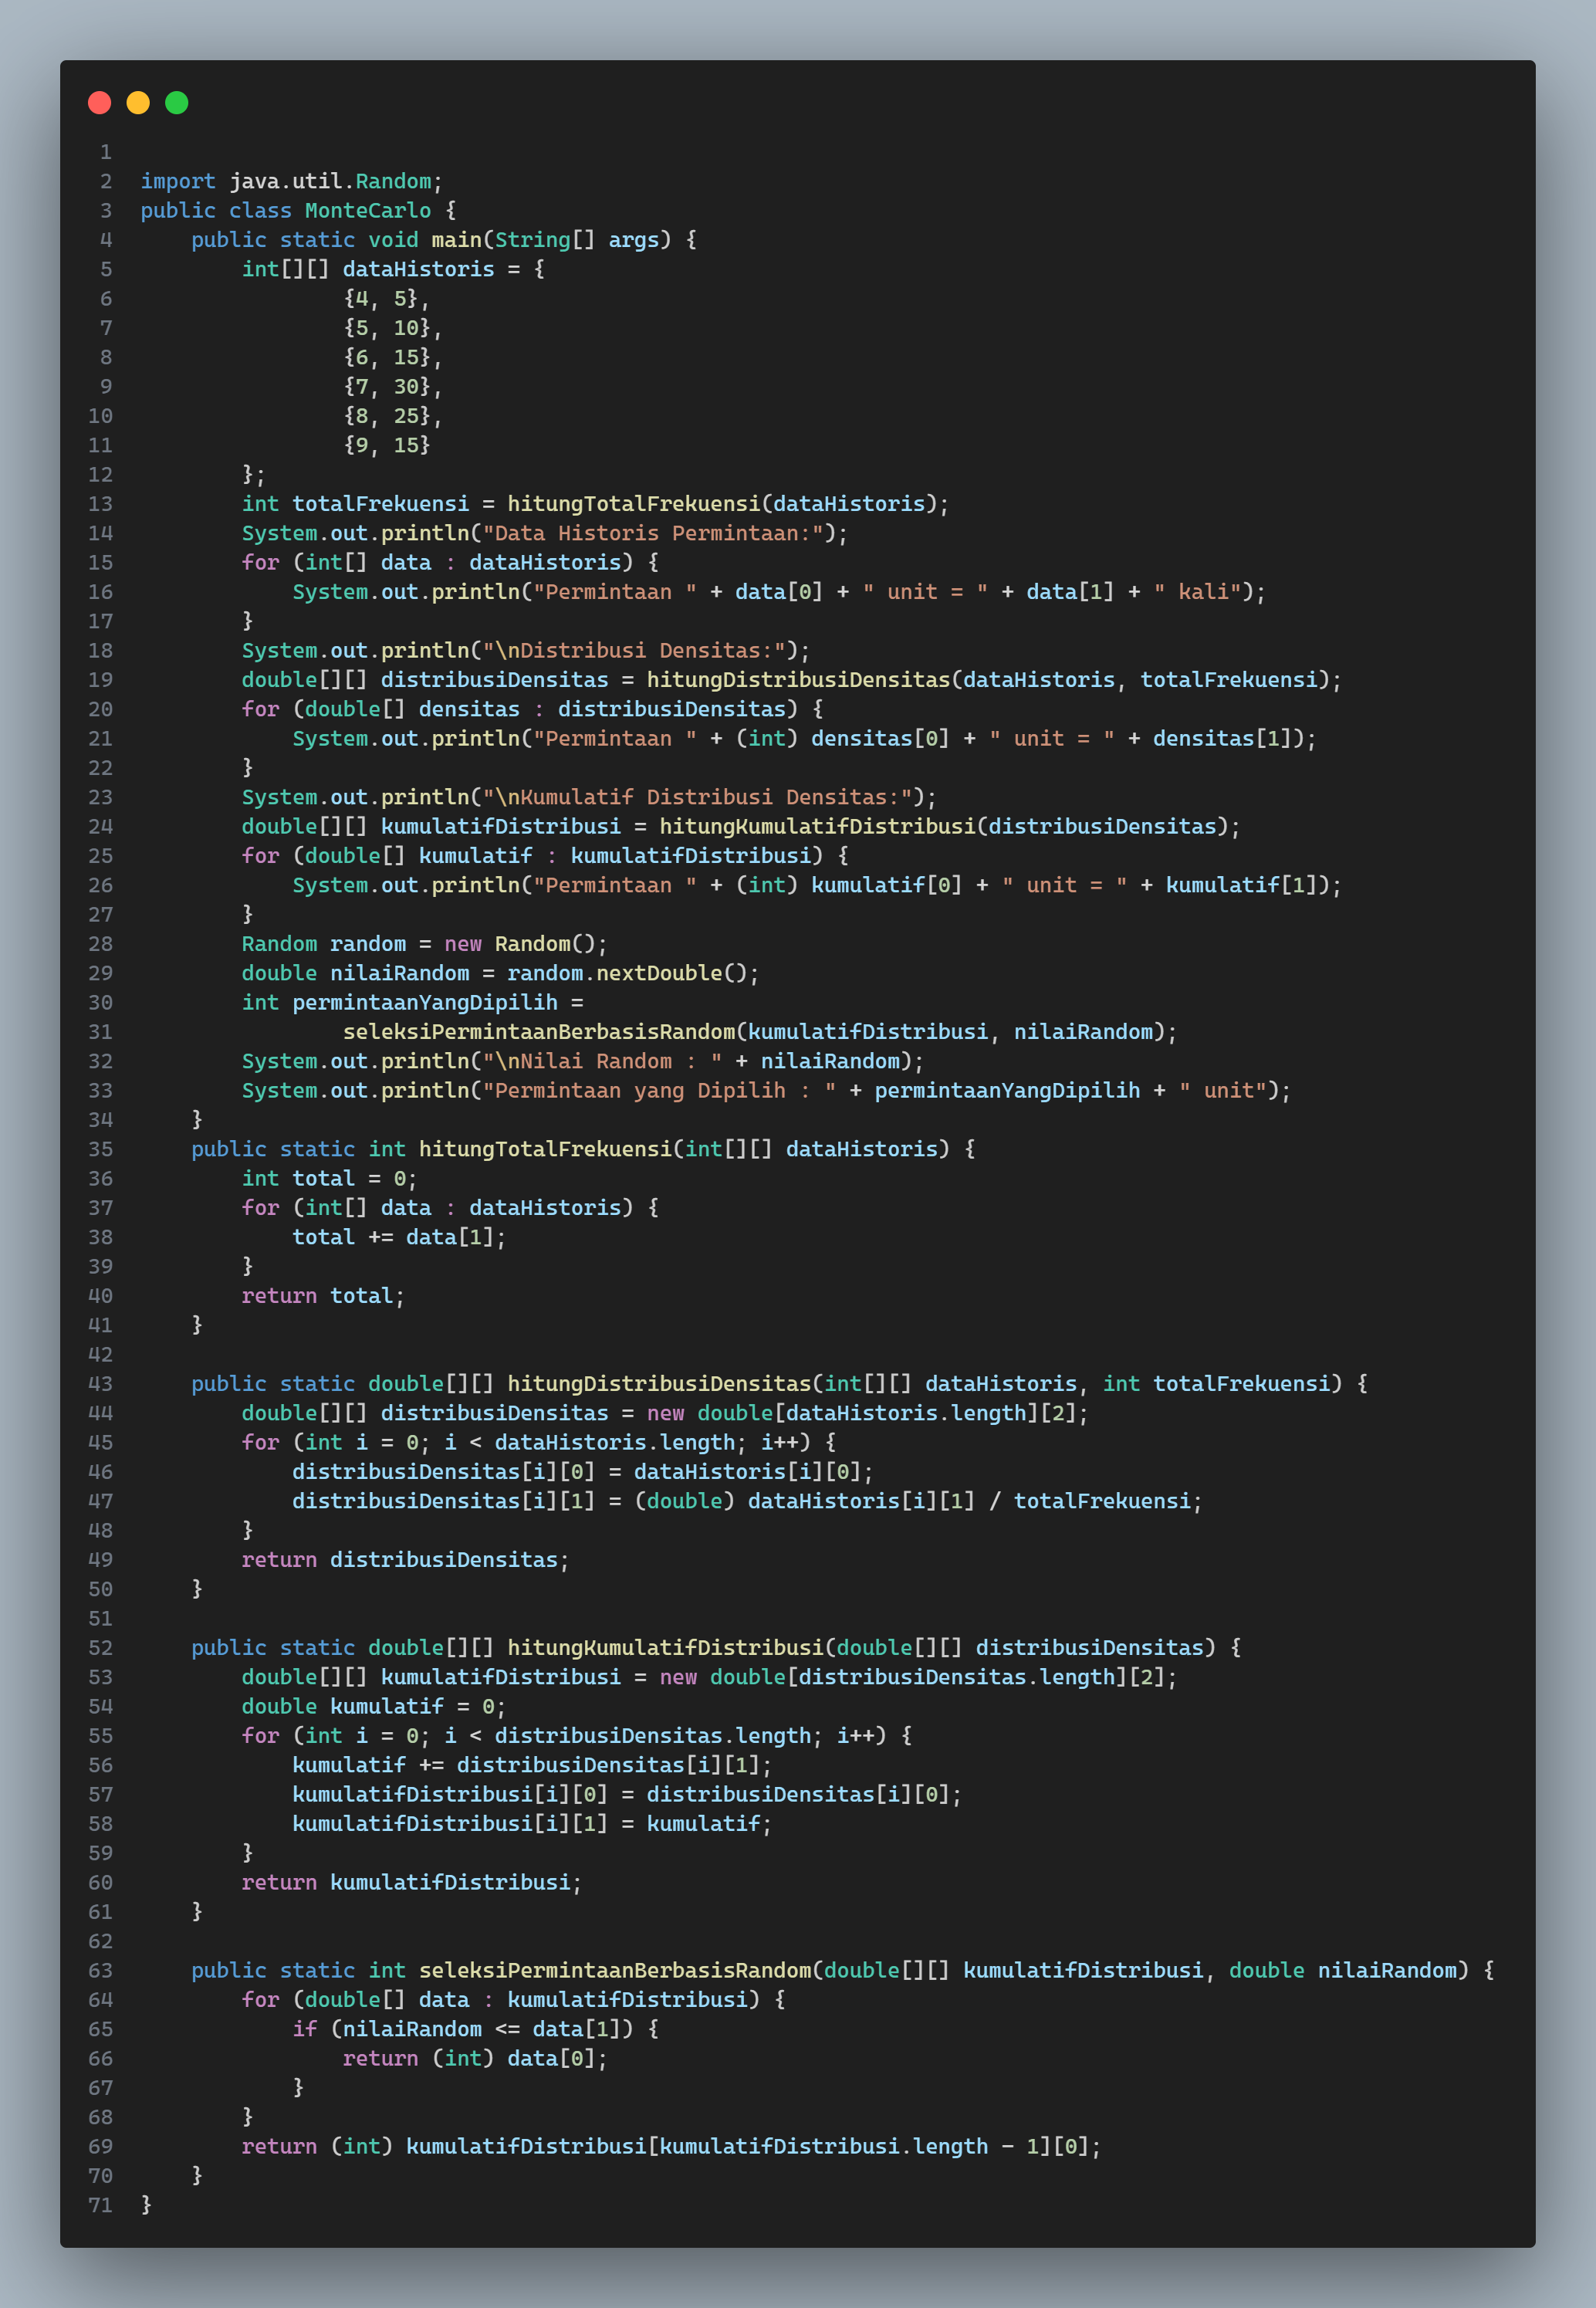 1
2 import java.util.Random;
3 public class MonteCarlo {
4     public static void main(String[] args) {
5         int[][] dataHistoris = {
6                 {4, 5},
7                 {5, 10},
8                 {6, 15},
9                 {7, 30},
10                 {8, 25},
11                 {9, 15}
12         };
13         int totalFrekuensi = hitungTotalFrekuensi(dataHistoris);
14         System.out.println("Data Historis Permintaan:");
15         for (int[] data : dataHistoris) {
16             System.out.println("Permintaan " + data[0] + " unit = " + data[1] + " kali");
17         }
18         System.out.println("\nDistribusi Densitas:");
19         double[][] distribusiDensitas = hitungDistribusiDensitas(dataHistoris, totalFrekuensi);
20         for (double[] densitas : distribusiDensitas) {
21             System.out.println("Permintaan " + (int) densitas[0] + " unit = " + densitas[1]);
22         }
23         System.out.println("\nKumulatif Distribusi Densitas:");
24         double[][] kumulatifDistribusi = hitungKumulatifDistribusi(distribusiDensitas);
25         for (double[] kumulatif : kumulatifDistribusi) {
26             System.out.println("Permintaan " + (int) kumulatif[0] + " unit = " + kumulatif[1]);
27         }
28         Random random = new Random();
29         double nilaiRandom = random.nextDouble();
30         int permintaanYangDipilih =
31                 seleksiPermintaanBerbasisRandom(kumulatifDistribusi, nilaiRandom);
32         System.out.println("\nNilai Random : " + nilaiRandom);
33         System.out.println("Permintaan yang Dipilih : " + permintaanYangDipilih + " unit");
34     }
35     public static int hitungTotalFrekuensi(int[][] dataHistoris) {
36         int total = 0;
37         for (int[] data : dataHistoris) {
38             total += data[1];
39         }
40         return total;
41     }
42
43     public static double[][] hitungDistribusiDensitas(int[][] dataHistoris, int totalFrekuensi) {
44         double[][] distribusiDensitas = new double[dataHistoris.length][2];
45         for (int i = 0; i < dataHistoris.length; i++) {
46             distribusiDensitas[i][0] = dataHistoris[i][0];
47             distribusiDensitas[i][1] = (double) dataHistoris[i][1] / totalFrekuensi;
48         }
49         return distribusiDensitas;
50     }
51
52     public static double[][] hitungKumulatifDistribusi(double[][] distribusiDensitas) {
53         double[][] kumulatifDistribusi = new double[distribusiDensitas.length][2];
54         double kumulatif = 0;
55         for (int i = 0; i < distribusiDensitas.length; i++) {
56             kumulatif += distribusiDensitas[i][1];
57             kumulatifDistribusi[i][0] = distribusiDensitas[i][0];
58             kumulatifDistribusi[i][1] = kumulatif;
59         }
60         return kumulatifDistribusi;
61     }
62
63     public static int seleksiPermintaanBerbasisRandom(double[][] kumulatifDistribusi, double nilaiRandom) {
64         for (double[] data : kumulatifDistribusi) {
65             if (nilaiRandom <= data[1]) {
66                 return (int) data[0];
67             }
68         }
69         return (int) kumulatifDistribusi[kumulatifDistribusi.length - 1][0];
70     }
71 }